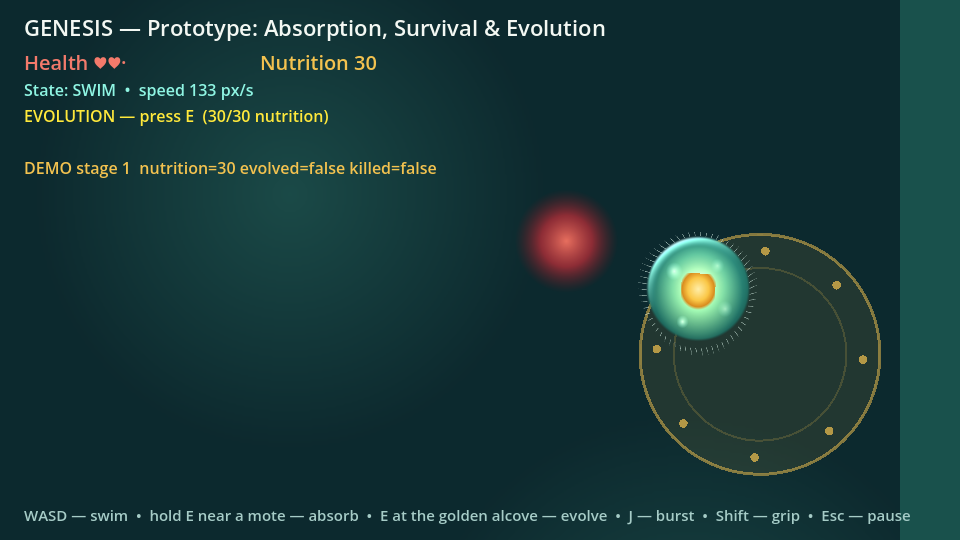 GENESIS — Prototype: Absorption, Survival & Evolution
Health ♥♥· Nutrition 30
State: SWIM • speed 133 px/s
EVOLUTION — press E (30/30 nutrition)
DEMO stage 1 nutrition=30 evolved=false killed=false
WASD — swim • hold E near a mote — absorb • E at the golden alcove — evolve • J — burst • Shift — grip • Esc — pause